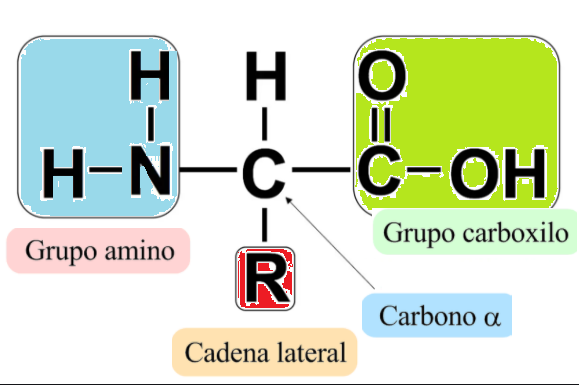 H H O
||
H–N—C—C–OH
Grupo amino
Grupo carboxilo
R
Carbono α
Cadena lateral